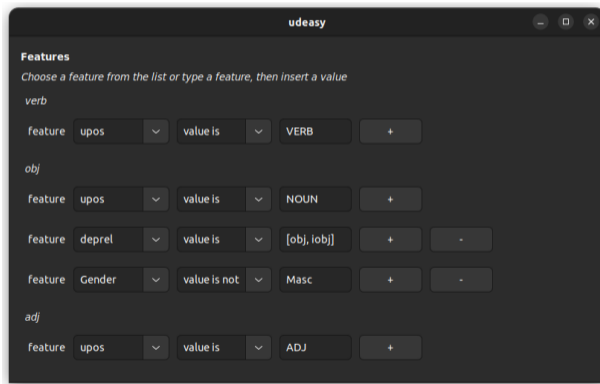 udeasy
Features
Choose a feature from the list or type a feature, then insert a value
verb
feature upos value is VERB +
obj
feature upos value is NOUN +
feature deprel value is [obj, iobj] + -
feature Gender value is not Masc + -
adj
feature upos value is ADJ +